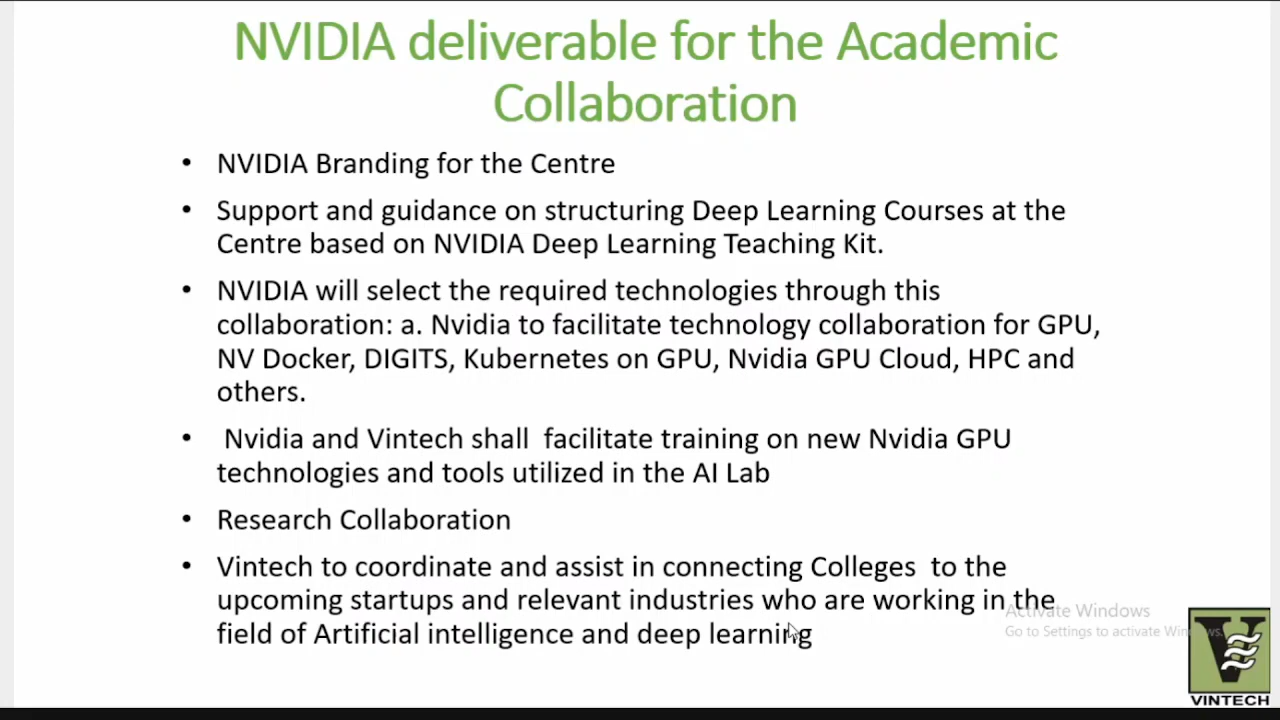 NVIDIA deliverable for the Academic
Collaboration
• NVIDIA Branding for the Centre
• Support and guidance on structuring Deep Learning Courses at the
Centre based on NVIDIA Deep Learning Teaching Kit.
• NVIDIA will select the required technologies through this
collaboration: a. Nvidia to facilitate technology collaboration for GPU,
NV Docker, DIGITS, Kubernetes on GPU, Nvidia GPU Cloud, HPC and
others.
• Nvidia and Vintech shall facilitate training on new Nvidia GPU
technologies and tools utilized in the AI Lab
• Research Collaboration
• Vintech to coordinate and assist in connecting Colleges to the
upcoming startups and relevant industries who are working in the
field of Artificial intelligence and deep learning
Activate Windows
Go to Settings to activate Windows.
VINTECH